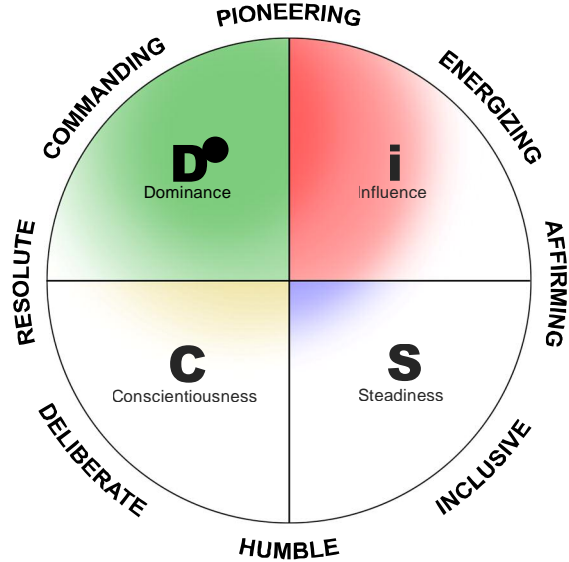 PIONEERING
COMMANDING
ENERGIZING
D
Dominance
i
Influence
RESOLUTE
AFFIRMING
C
Conscientiousness
S
Steadiness
DELIBERATE
INCLUSIVE
HUMBLE